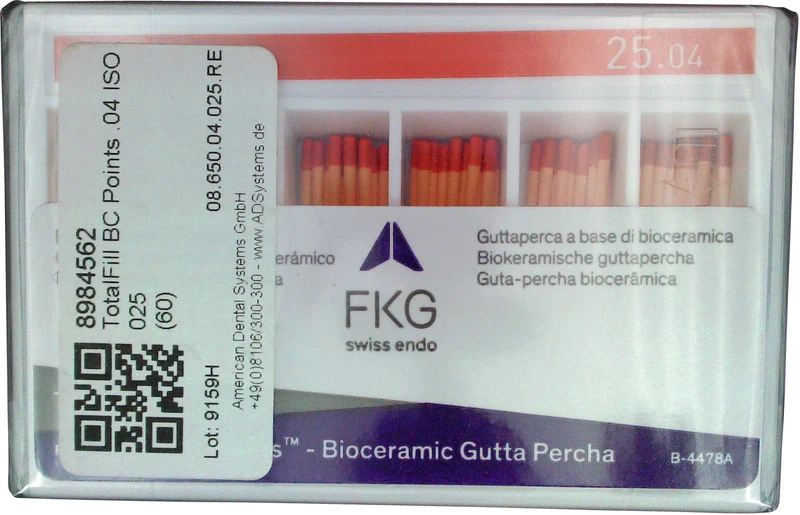 25.04
8984562
TotalFill BC Points .04 ISO
025
(60)
08.650.04.025.RE
Lot: 9159H
American Dental Systems GmbH
+49(0)8106/300-300 - www.ADSystems.de
Guttaperca a base di bioceramica
Biokeramische guttapercha
Guta-percha biocerâmica
FKG
swiss endo
™ - Bioceramic Gutta Percha
B-4478A